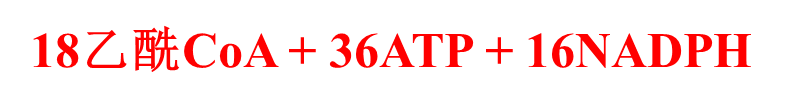 18乙酰CoA + 36ATP + 16NADPH